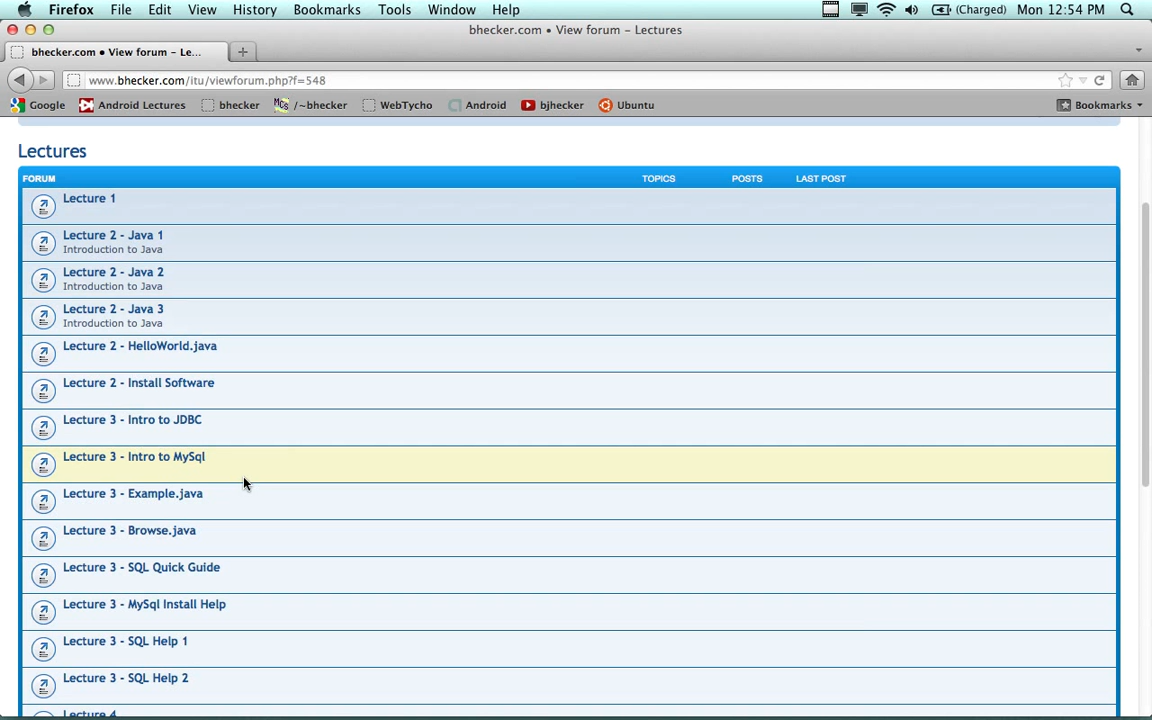 Firefox File Edit View History Bookmarks Tools Window Help (Charged) Mon 12:54 PM
bhecker.com • View forum – Lectures
bhecker.com • View forum – Le...
www.bhecker.com/itu/viewforum.php?f=548
Google Android Lectures bhecker /~bhecker WebTycho Android bjhecker Ubuntu Bookmarks
Lectures
FORUM TOPICS POSTS LAST POST
Lecture 1
Lecture 2 - Java 1
Introduction to Java
Lecture 2 - Java 2
Introduction to Java
Lecture 2 - Java 3
Introduction to Java
Lecture 2 - HelloWorld.java
Lecture 2 - Install Software
Lecture 3 - Intro to JDBC
Lecture 3 - Intro to MySql
Lecture 3 - Example.java
Lecture 3 - Browse.java
Lecture 3 - SQL Quick Guide
Lecture 3 - MySql Install Help
Lecture 3 - SQL Help 1
Lecture 3 - SQL Help 2
Lecture 4